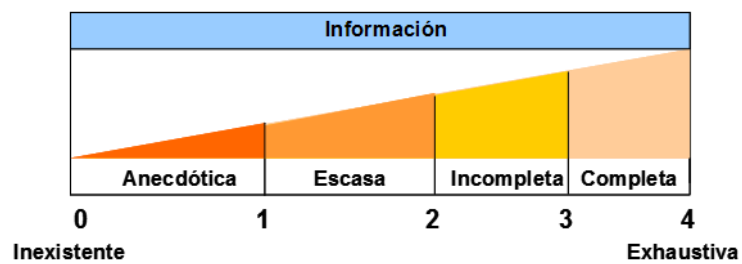 Información
Anecdótica Escasa Incompleta Completa
0 1 2 3 4
Inexistente Exhaustiva